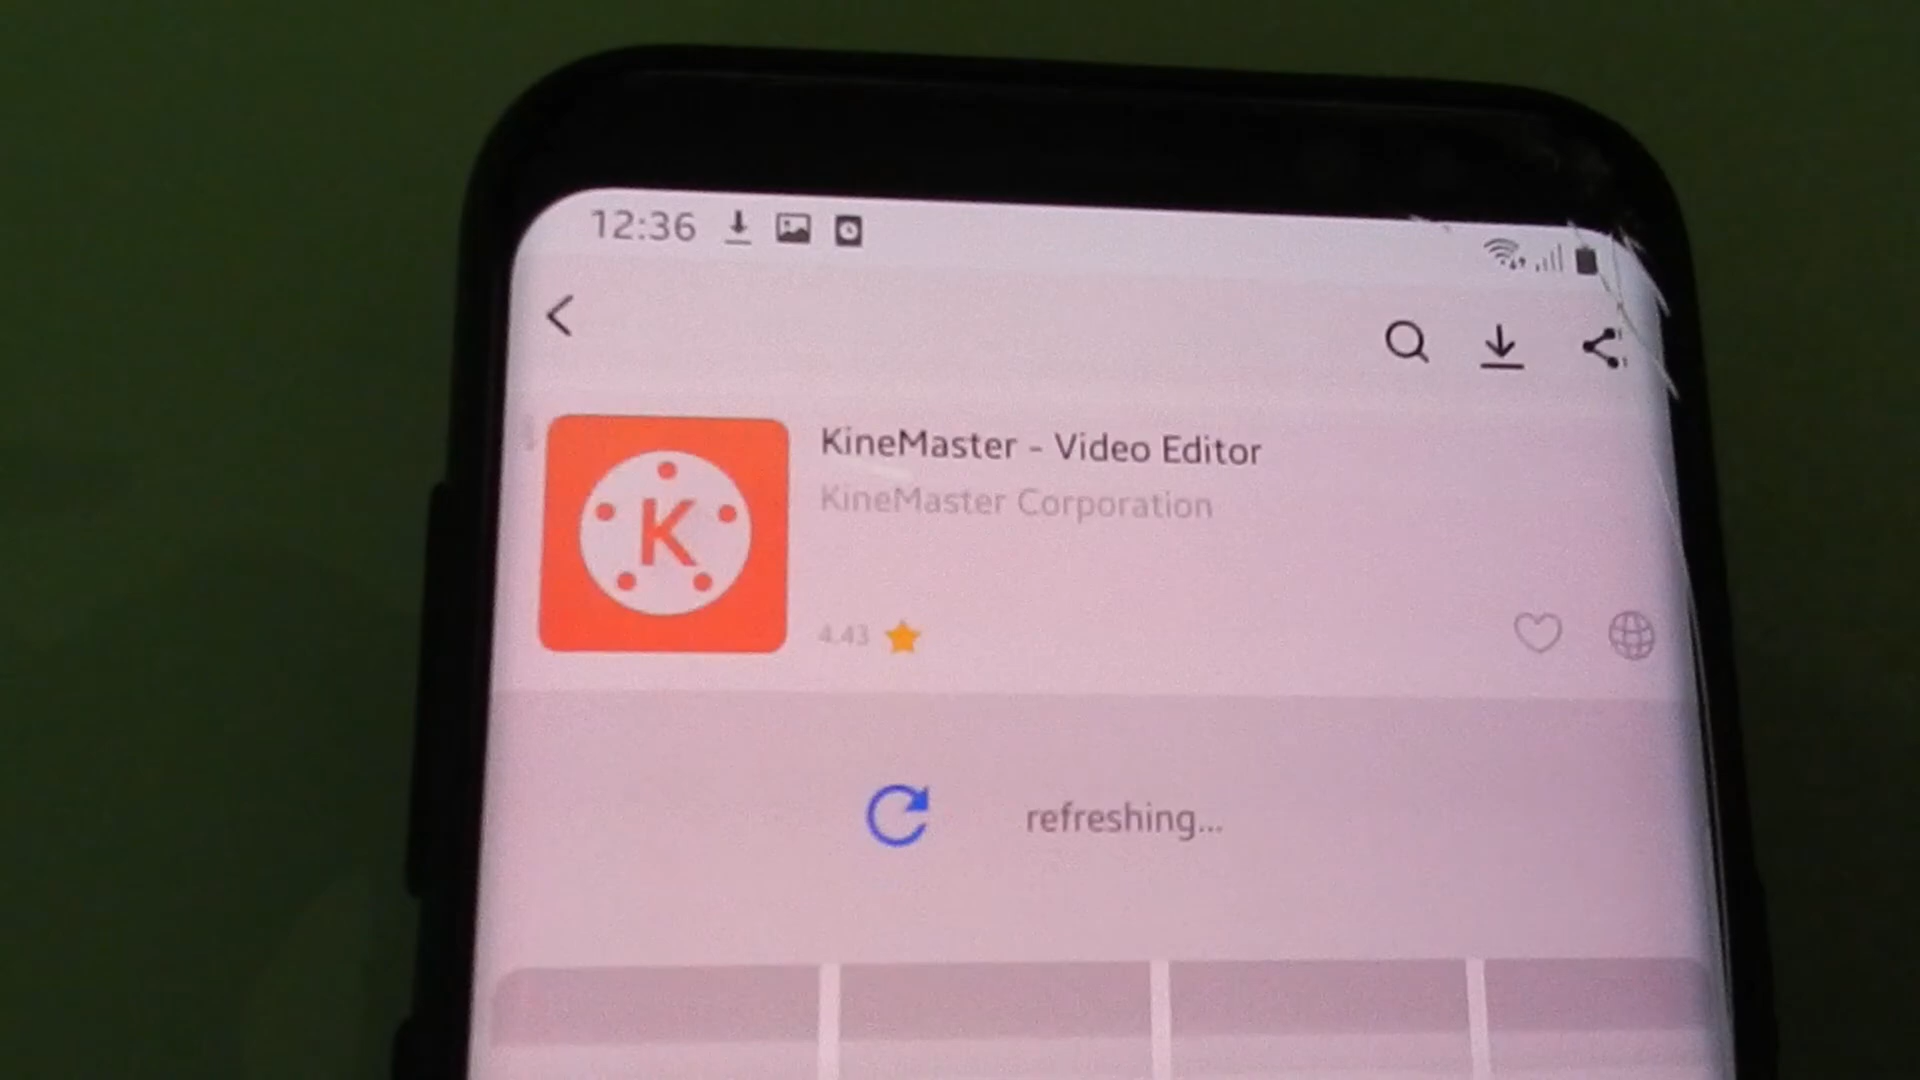 12:36
KineMaster - Video Editor
KineMaster Corporation
K
4.43
refreshing...